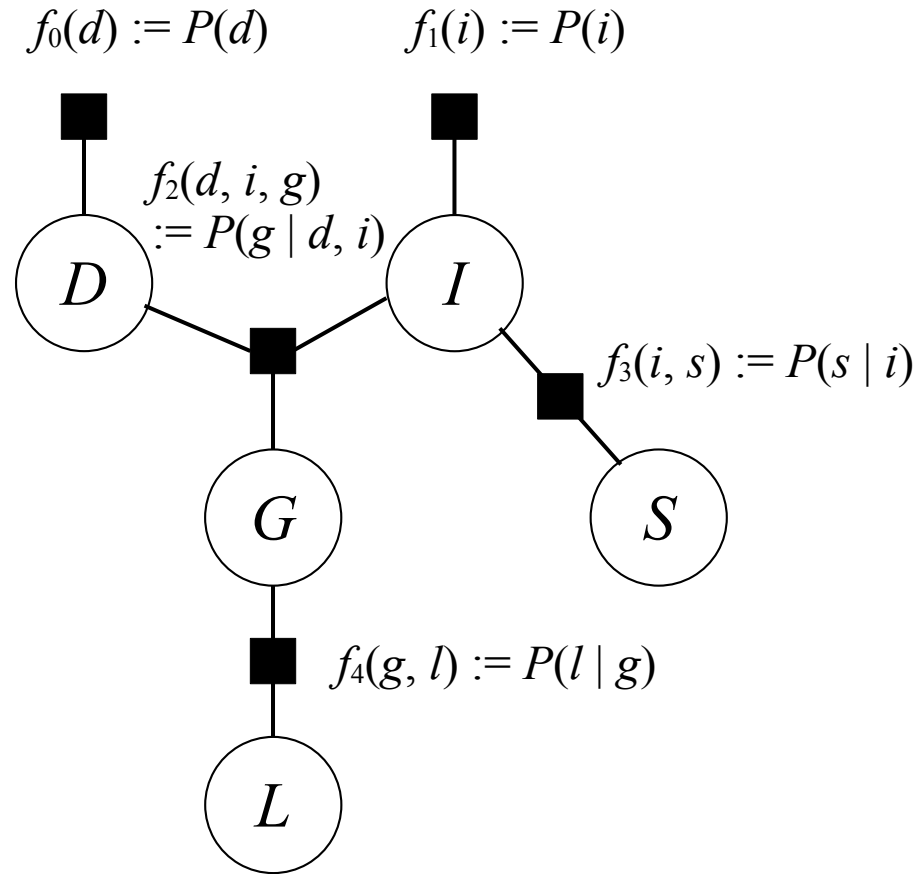 f0(d) := P(d)
f1(i) := P(i)
f2(d, i, g)
:= P(g | d, i)
D
I
f3(i, s) := P(s | i)
G
S
f4(g, l) := P(l | g)
L